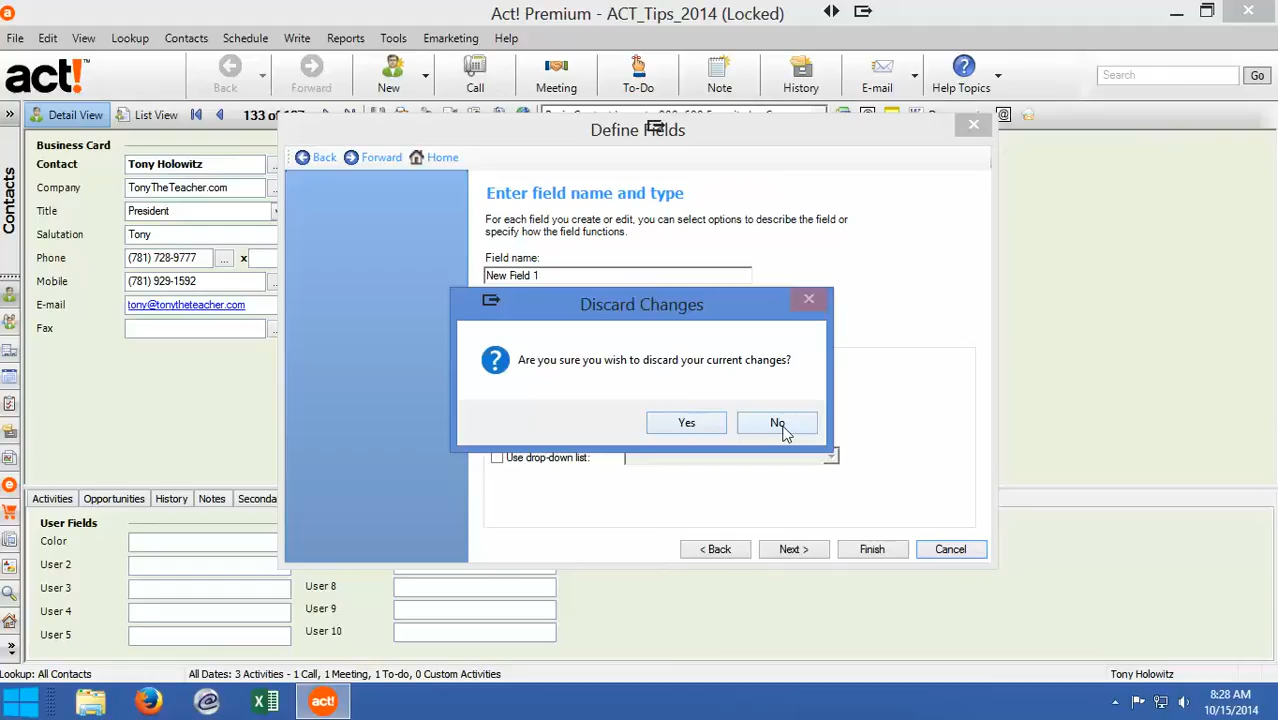 Act! Premium - ACT_Tips_2014 (Locked)
File Edit View Lookup Contacts Schedule Write Reports Tools Emarketing Help
act!
Back Forward New Call Meeting To-Do Note History E-mail Help Topics Search Go
Detail View List View 133 of
Define Fields
Business Card
Contact Tony Holowitz
Company TonyTheTeacher.com
Title President
Salutation Tony
Phone (781) 728-9777 ... x
Mobile (781) 929-1592
E-mail tony@tonytheteacher.com
Fax
Contacts
Back Forward Home
Enter field name and type
For each field you create or edit, you can select options to describe the field or
specify how the field functions.
Field name:
New Field 1
Discard Changes
Are you sure you wish to discard your current changes?
Yes No
Use drop-down list:
< Back Next > Finish Cancel
Activities Opportunities History Notes Seconda
User Fields
Color
User 2
User 3 User 8
User 4 User 9
User 5 User 10
Lookup: All Contacts All Dates: 3 Activities - 1 Call, 1 Meeting, 1 To-do, 0 Custom Activities Tony Holowitz
act!
8:28 AM
10/15/2014